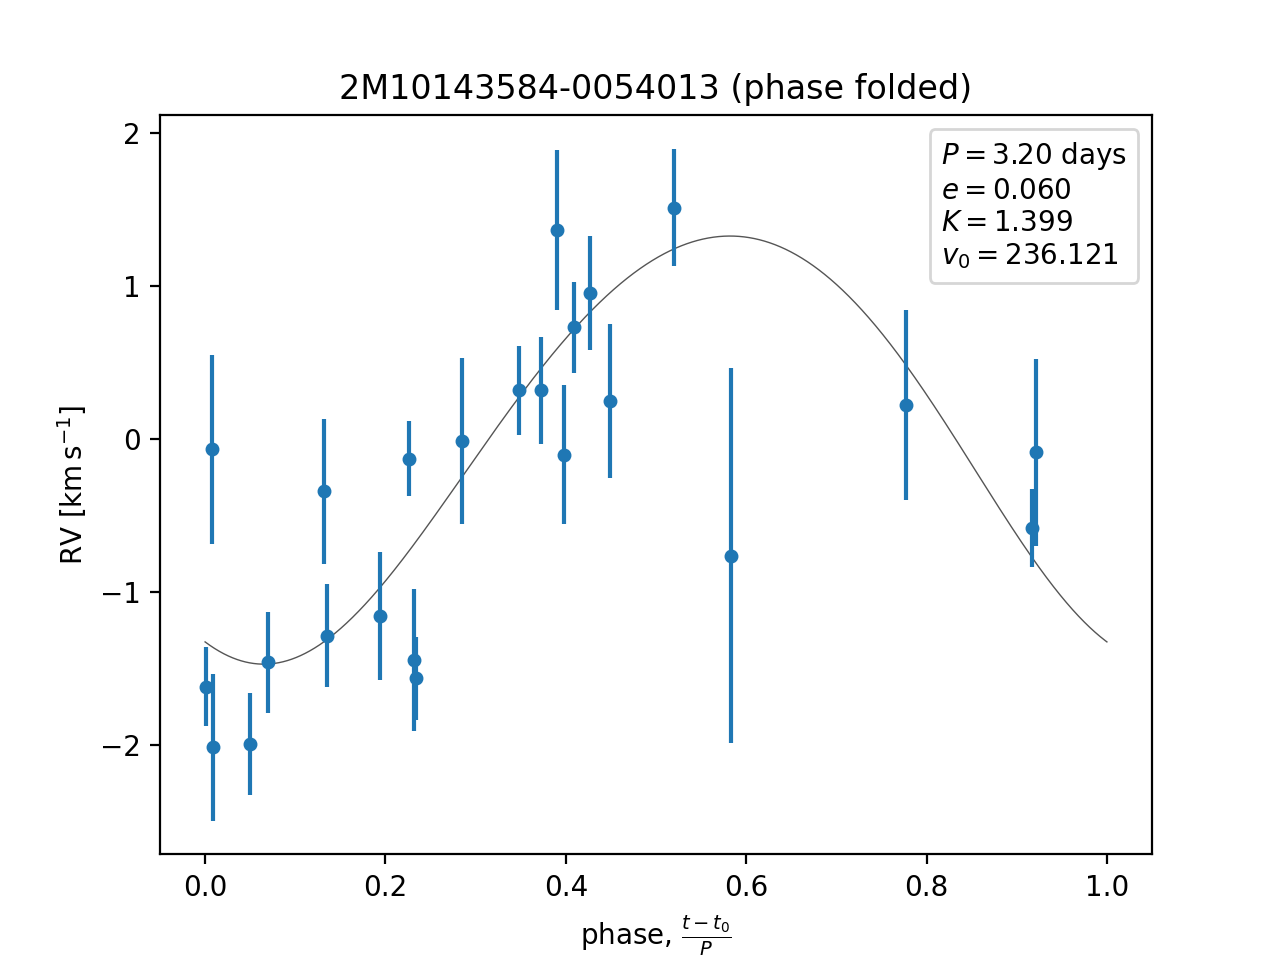 2M10143584-0054013 (phase folded)
P = 3.20 days
e = 0.060
K = 1.399
v₀ = 236.121
2
1
0
−1
−2
RV [km s⁻¹]
0.0 0.2 0.4 0.6 0.8 1.0
phase, (t − t₀)/P